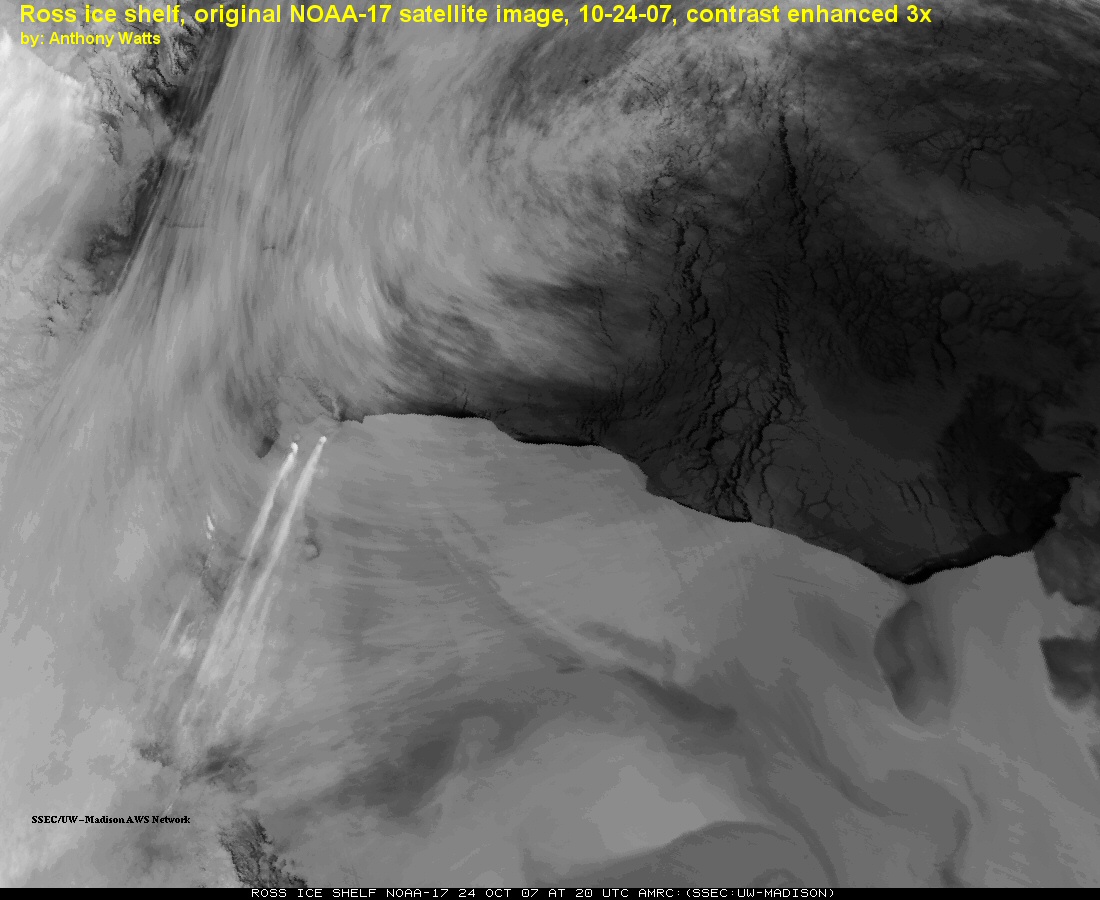 Ross ice shelf, original NOAA-17 satellite image, 10-24-07, contrast enhanced 3x
by: Anthony Watts
SSEC/UW-Madison AWS Network
ROSS ICE SHELF NOAA-17 24 OCT 07 AT 20 UTC AMRC:(SSEC:UW-MADISON)